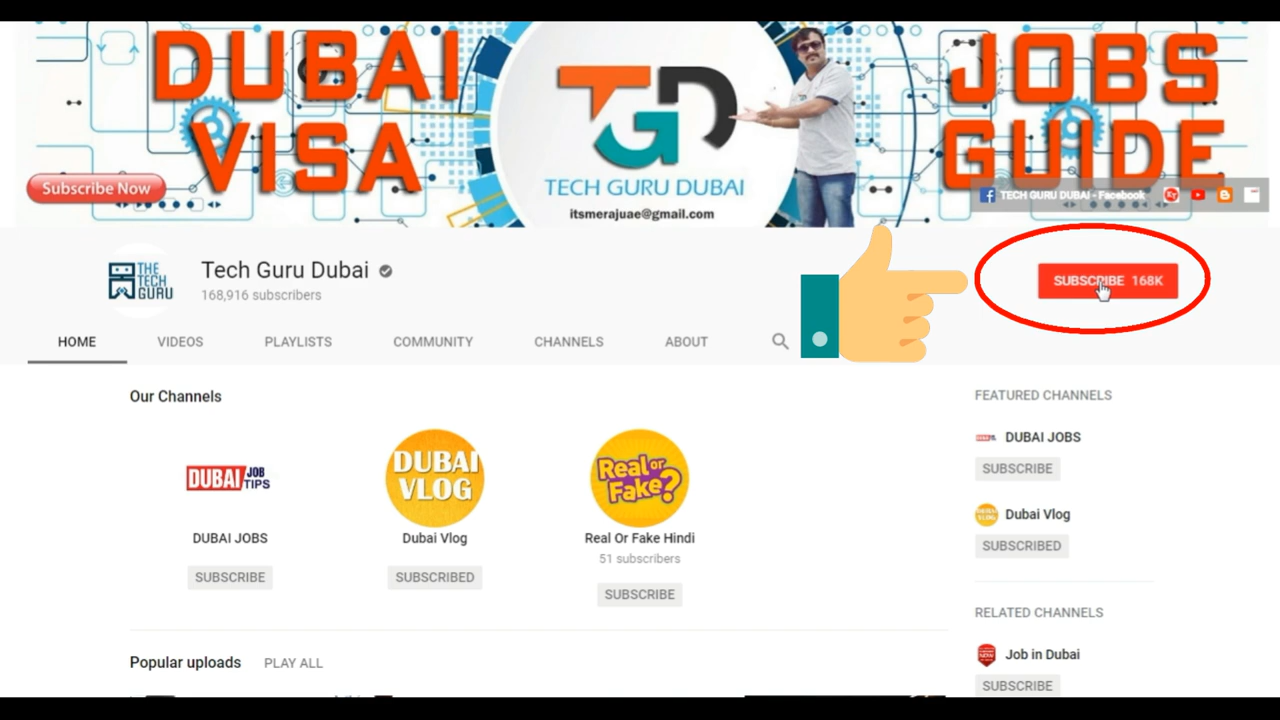 DUBAI
VISA
JOBS
GUIDE
TGD
TECH GURU DUBAI
itsmerajuae@gmail.com
Subscribe Now
TECH GURU DUBAI - Facebook
THE
TECH
GURU
Tech Guru Dubai
168,916 subscribers
SUBSCRIBE 168K
HOME VIDEOS PLAYLISTS COMMUNITY CHANNELS ABOUT
Our Channels
DUBAI JOB TIPS
DUBAI JOBS
SUBSCRIBE
DUBAI
VLOG
Dubai Vlog
SUBSCRIBED
Real or
Fake?
Real Or Fake Hindi
51 subscribers
SUBSCRIBE
Popular uploads PLAY ALL
FEATURED CHANNELS
DUBAI JOBS
SUBSCRIBE
Dubai Vlog
SUBSCRIBED
RELATED CHANNELS
Job in Dubai
SUBSCRIBE